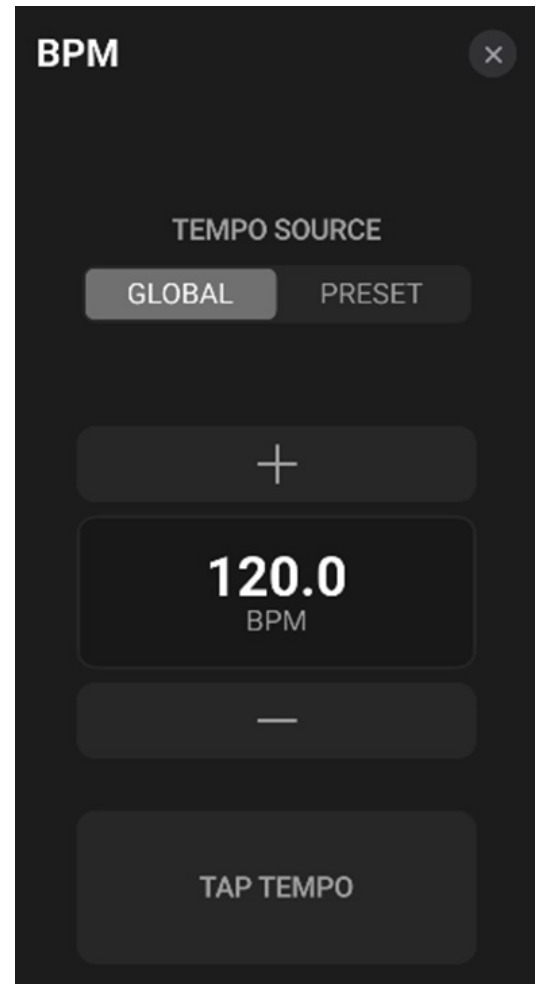 BPM
TEMPO SOURCE
GLOBAL PRESET
120.0
BPM
TAP TEMPO